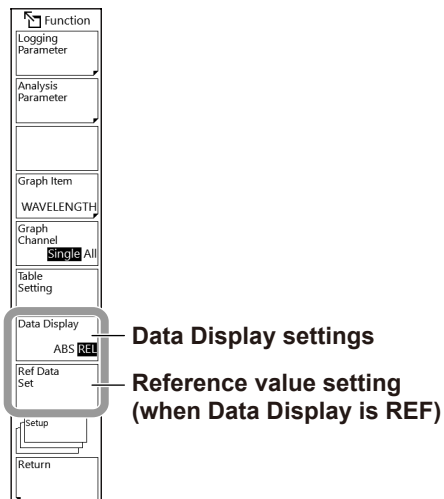 Function
Logging
Parameter
Analysis
Parameter
Graph Item
WAVELENGTH
Graph
Channel
Single All
Table
Setting
Data Display
ABS REL
Data Display settings
Ref Data
Set
Reference value setting
(when Data Display is REF)
Setup
Return